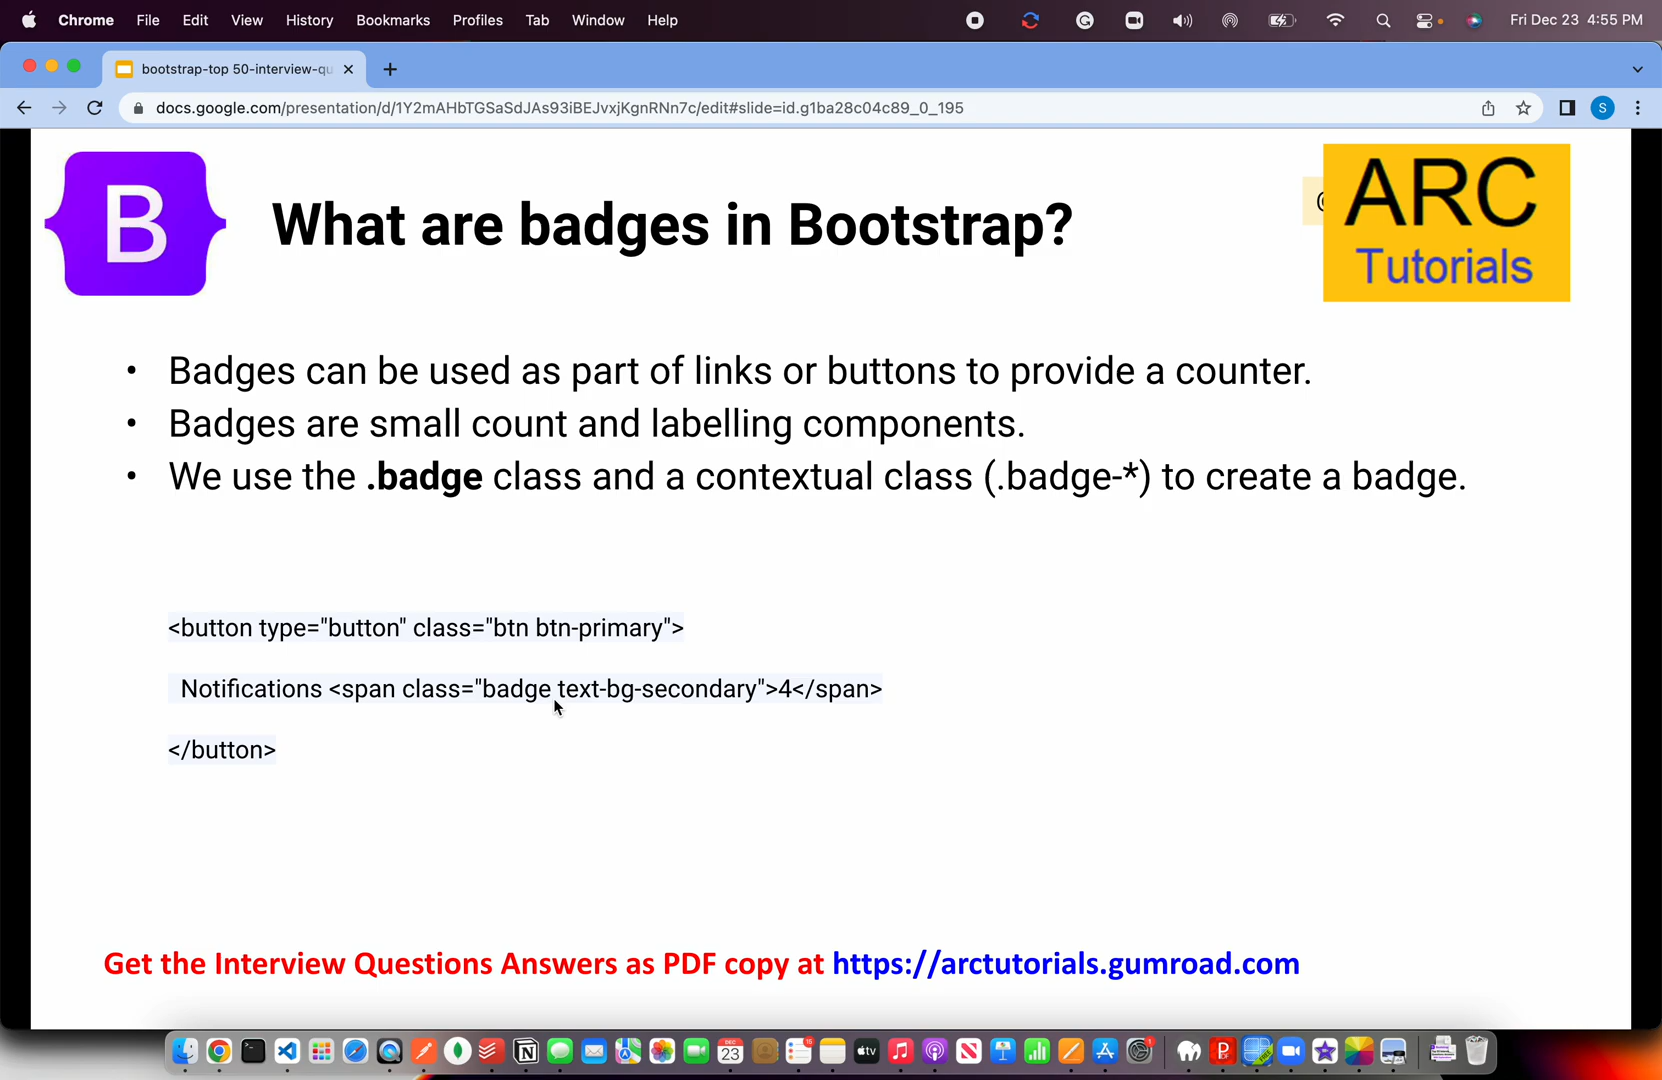 Chrome File Edit View History Bookmarks Profiles Tab Window Help Fri Dec 23 4:55 PM
bootstrap-top 50-interview-qu
docs.google.com/presentation/d/1Y2mAHbTGSaSdJAs93iBEJvxjKgnRNn7c/edit#slide=id.g1ba28c04c89_0_195
S
B
What are badges in Bootstrap?
ARC
Tutorials
• Badges can be used as part of links or buttons to provide a counter.
• Badges are small count and labelling components.
• We use the .badge class and a contextual class (.badge-*) to create a badge.
<button type="button" class="btn btn-primary">
Notifications <span class="badge text-bg-secondary">4</span>
</button>
Get the Interview Questions Answers as PDF copy at https://arctutorials.gumroad.com